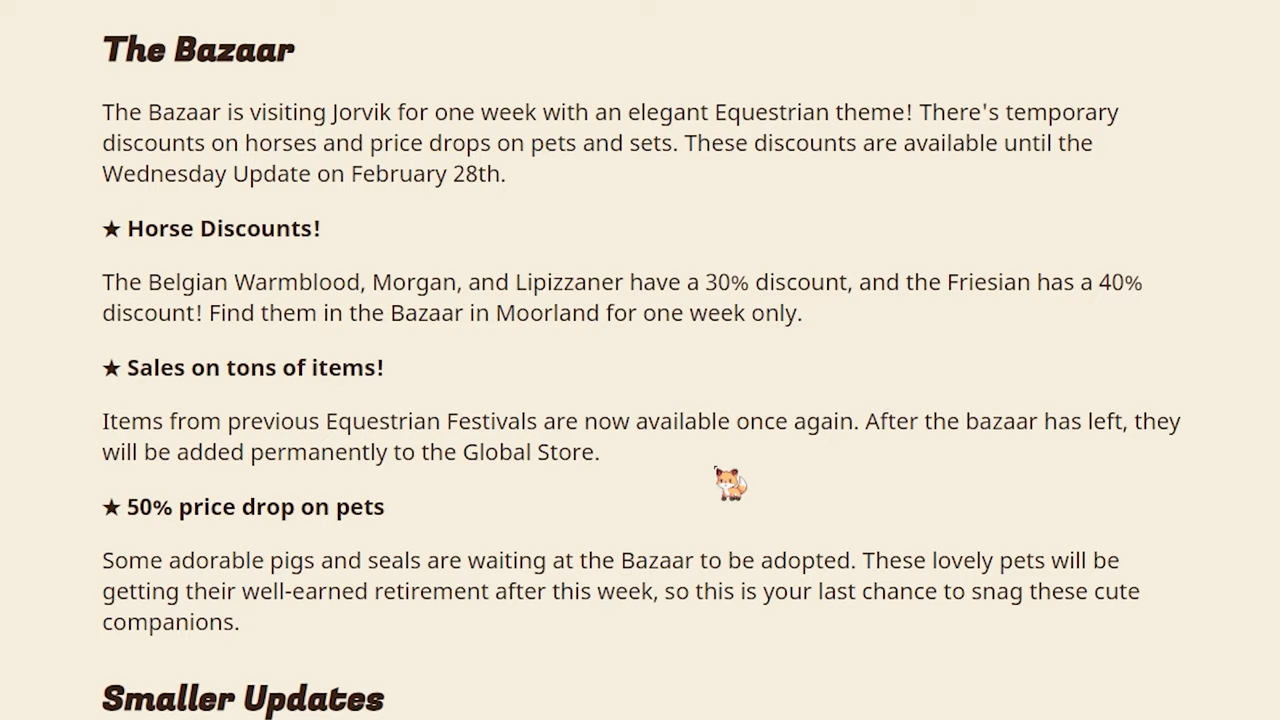 The Bazaar
The Bazaar is visiting Jorvik for one week with an elegant Equestrian theme! There's temporary
discounts on horses and price drops on pets and sets. These discounts are available until the
Wednesday Update on February 28th.
★ Horse Discounts!
The Belgian Warmblood, Morgan, and Lipizzaner have a 30% discount, and the Friesian has a 40%
discount! Find them in the Bazaar in Moorland for one week only.
★ Sales on tons of items!
Items from previous Equestrian Festivals are now available once again. After the bazaar has left, they
will be added permanently to the Global Store.
★ 50% price drop on pets
Some adorable pigs and seals are waiting at the Bazaar to be adopted. These lovely pets will be
getting their well-earned retirement after this week, so this is your last chance to snag these cute
companions.
Smaller Updates